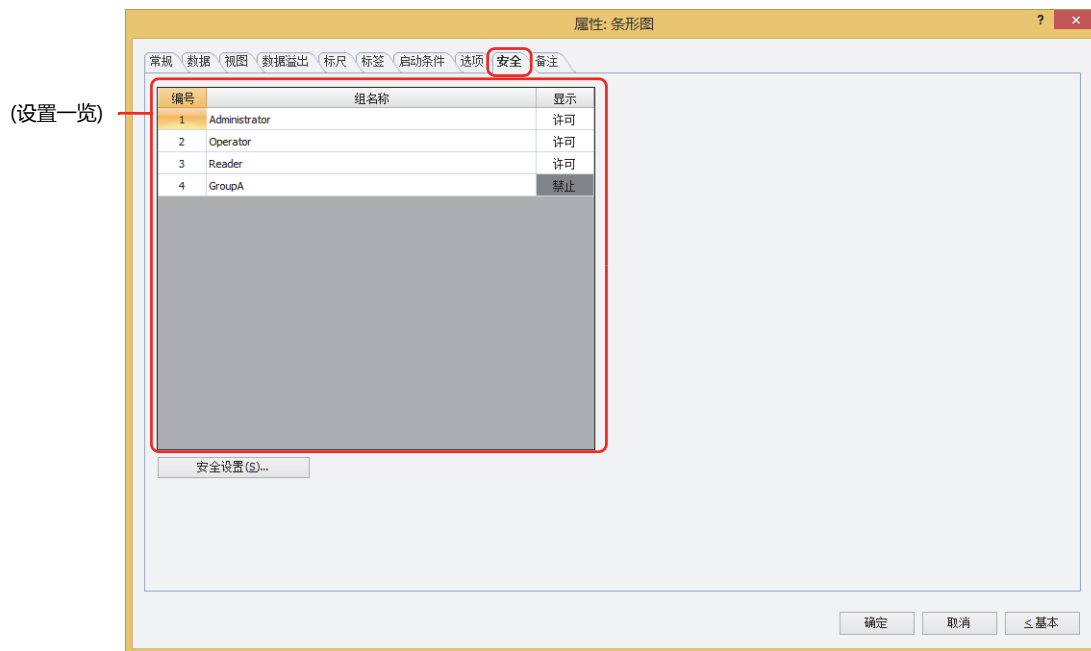 属性: 条形图
? ×
常规 数据 视图 数据溢出 标尺 标签 启动条件 选项 安全 备注
(设置一览)
编号 组名称 显示
1 Administrator 许可
2 Operator 许可
3 Reader 许可
4 GroupA 禁止
安全设置(S)...
确定 取消 ≤基本